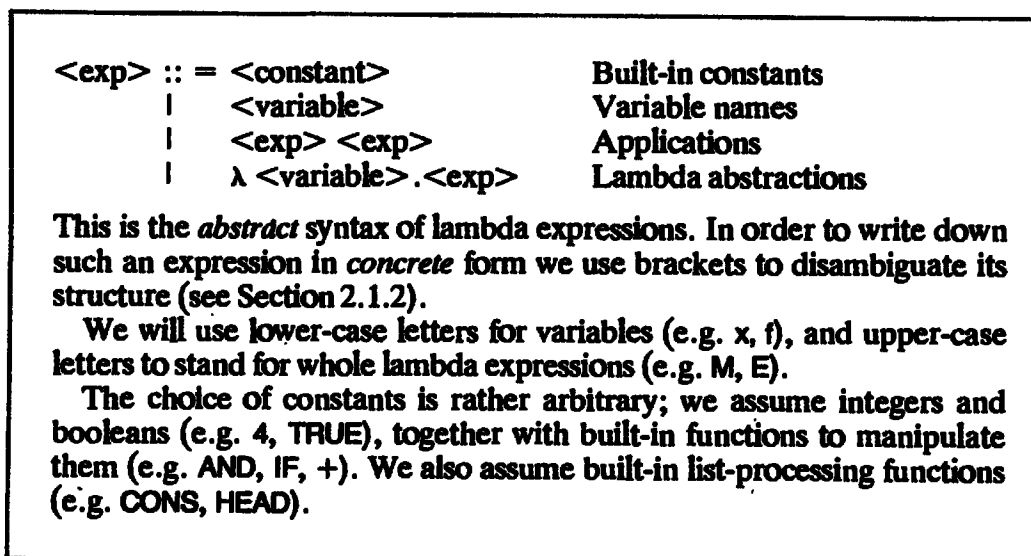 <exp> :: = <constant> Built-in constants
| <variable> Variable names
| <exp> <exp> Applications
| λ <variable>.<exp> Lambda abstractions
This is the abstract syntax of lambda expressions. In order to write down
such an expression in concrete form we use brackets to disambiguate its
structure (see Section 2.1.2).
We will use lower-case letters for variables (e.g. x, f), and upper-case
letters to stand for whole lambda expressions (e.g. M, E).
The choice of constants is rather arbitrary; we assume integers and
booleans (e.g. 4, TRUE), together with built-in functions to manipulate
them (e.g. AND, IF, +). We also assume built-in list-processing functions
(e.g. CONS, HEAD).